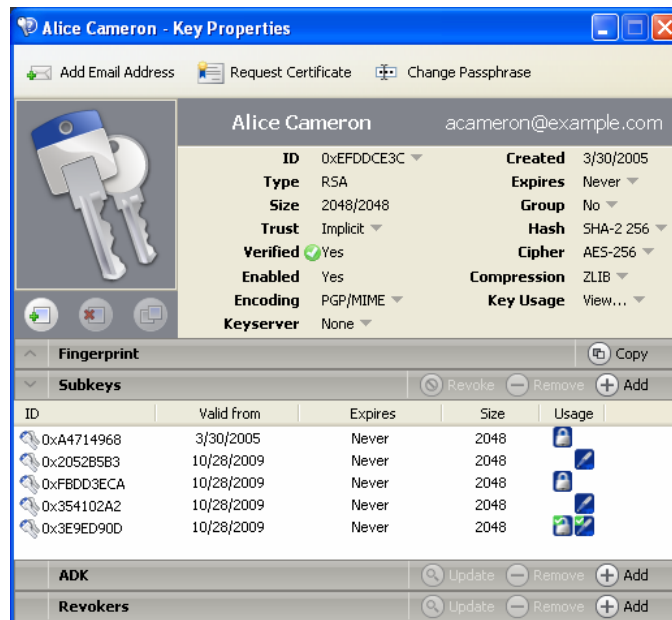 Alice Cameron - Key Properties
Add Email Address Request Certificate Change Passphrase
Alice Cameron acameron@example.com
ID 0xEFDDCE3C Created 3/30/2005
Type RSA Expires Never
Size 2048/2048 Group No
Trust Implicit Hash SHA-2 256
Verified Yes Cipher AES-256
Enabled Yes Compression ZLIB
Encoding PGP/MIME Key Usage View...
Keyserver None
Fingerprint Copy
Subkeys Revoke Remove Add
ID Valid from Expires Size Usage
0xA4714968 3/30/2005 Never 2048
0x2052B5B3 10/28/2009 Never 2048
0xFBDD3ECA 10/28/2009 Never 2048
0x354102A2 10/28/2009 Never 2048
0x3E9ED90D 10/28/2009 Never 2048
ADK Update Remove Add
Revokers Update Remove Add